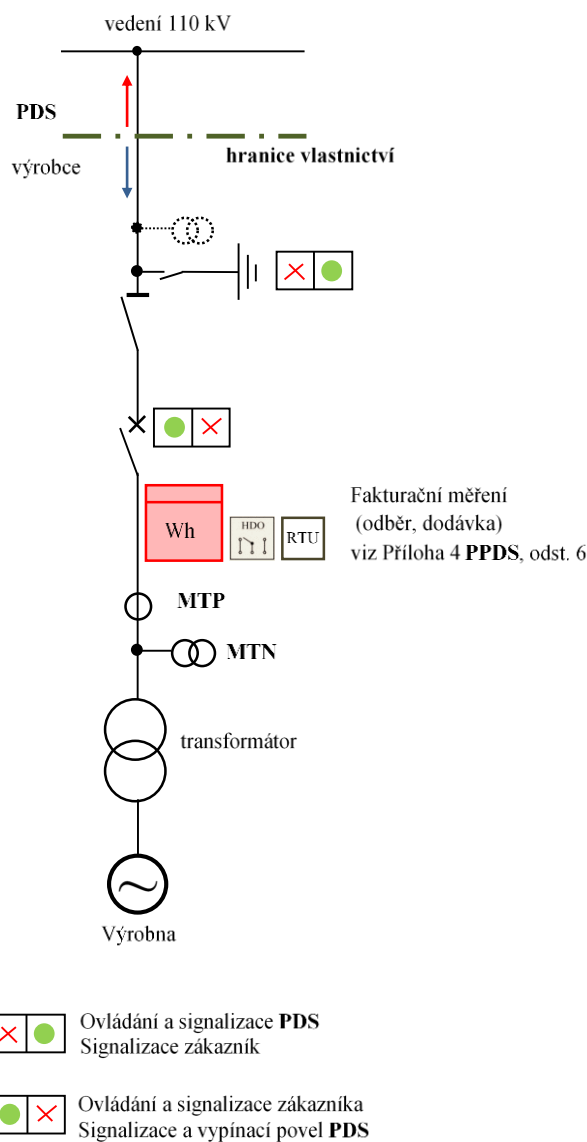 vedení 110 kV
PDS
hranice vlastnictví
výrobce
Fakturační měření
(odběr, dodávka)
viz Příloha 4 PPDS, odst. 6
Wh
HDO
RTU
MTP
MTN
transformátor
Výrobna
Ovládání a signalizace PDS
Signalizace zákazník
Ovládání a signalizace zákazníka
Signalizace a vypínací povel PDS